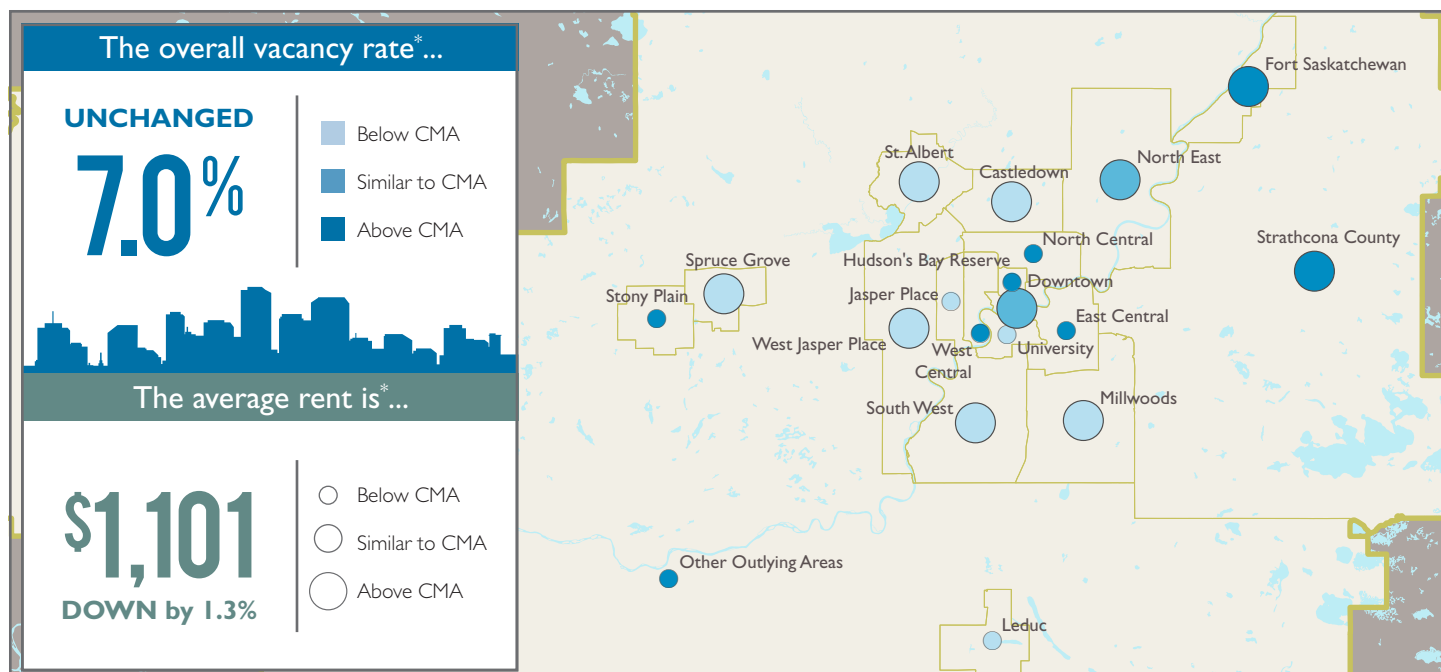 The overall vacancy rate*...
UNCHANGED
7.0%
Below CMA
Similar to CMA
Above CMA
The average rent is*...
$1,101
DOWN by 1.3%
Below CMA
Similar to CMA
Above CMA
Fort Saskatchewan
St. Albert
North East
Castledown
North Central
Strathcona County
Hudson's Bay Reserve
Spruce Grove
Downtown
Stony Plain
Jasper Place
East Central
West Jasper Place
West
Central
University
South West
Millwoods
Other Outlying Areas
Leduc